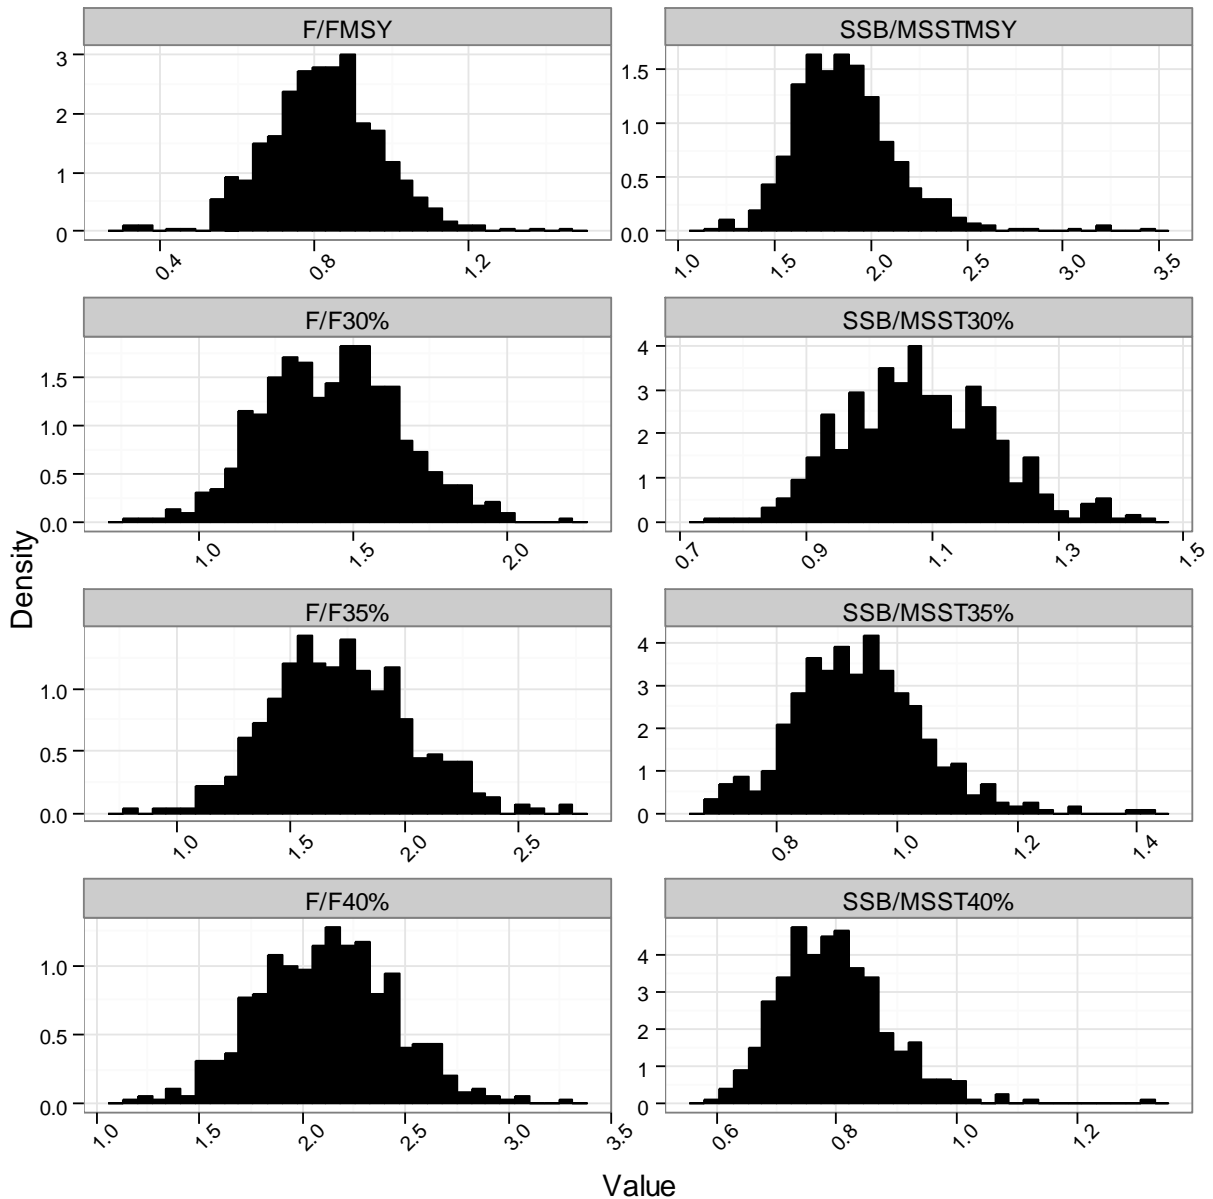 F/FMSY
3
2
1
0
0.4 0.8 1.2
SSB/MSSTMSY
1.5
1.0
0.5
0.0
1.0 1.5 2.0 2.5 3.0 3.5
F/F30%
1.5
1.0
0.5
0.0
1.0 1.5 2.0
SSB/MSST30%
4
3
2
1
0
0.7 0.9 1.1 1.3 1.5
F/F35%
1.0
0.5
0.0
1.0 1.5 2.0 2.5
SSB/MSST35%
4
3
2
1
0
0.8 1.0 1.2 1.4
F/F40%
1.0
0.5
0.0
1.0 1.5 2.0 2.5 3.0 3.5
SSB/MSST40%
4
3
2
1
0
0.6 0.8 1.0 1.2
Density
Value